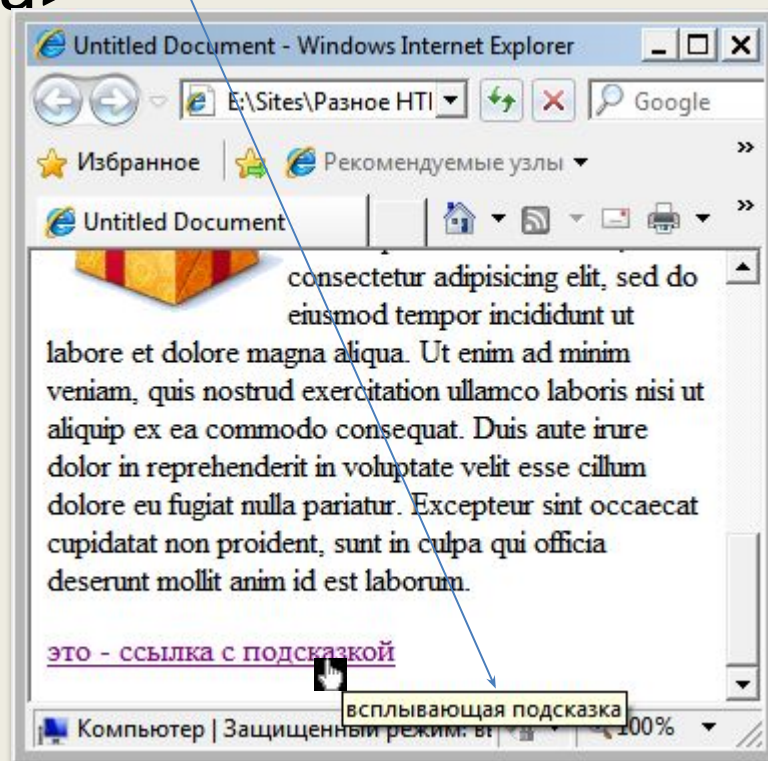 Untitled Document - Windows Internet Explorer
E:\Sites\Разное HTI
Google
Избранное
Рекомендуемые узлы
Untitled Document
consectetur adipisicing elit, sed do
eiusmod tempor incididunt ut
labore et dolore magna aliqua. Ut enim ad minim
veniam, quis nostrud exercitation ullamco laboris nisi ut
aliquip ex ea commodo consequat. Duis aute irure
dolor in reprehenderit in voluptate velit esse cillum
dolore eu fugiat nulla pariatur. Excepteur sint occaecat
cupidatat non proident, sunt in culpa qui officia
deserunt mollit anim id est laborum.
это - ссылка с подсказкой
всплывающая подсказка
Компьютер | Защищенный режим: 100%